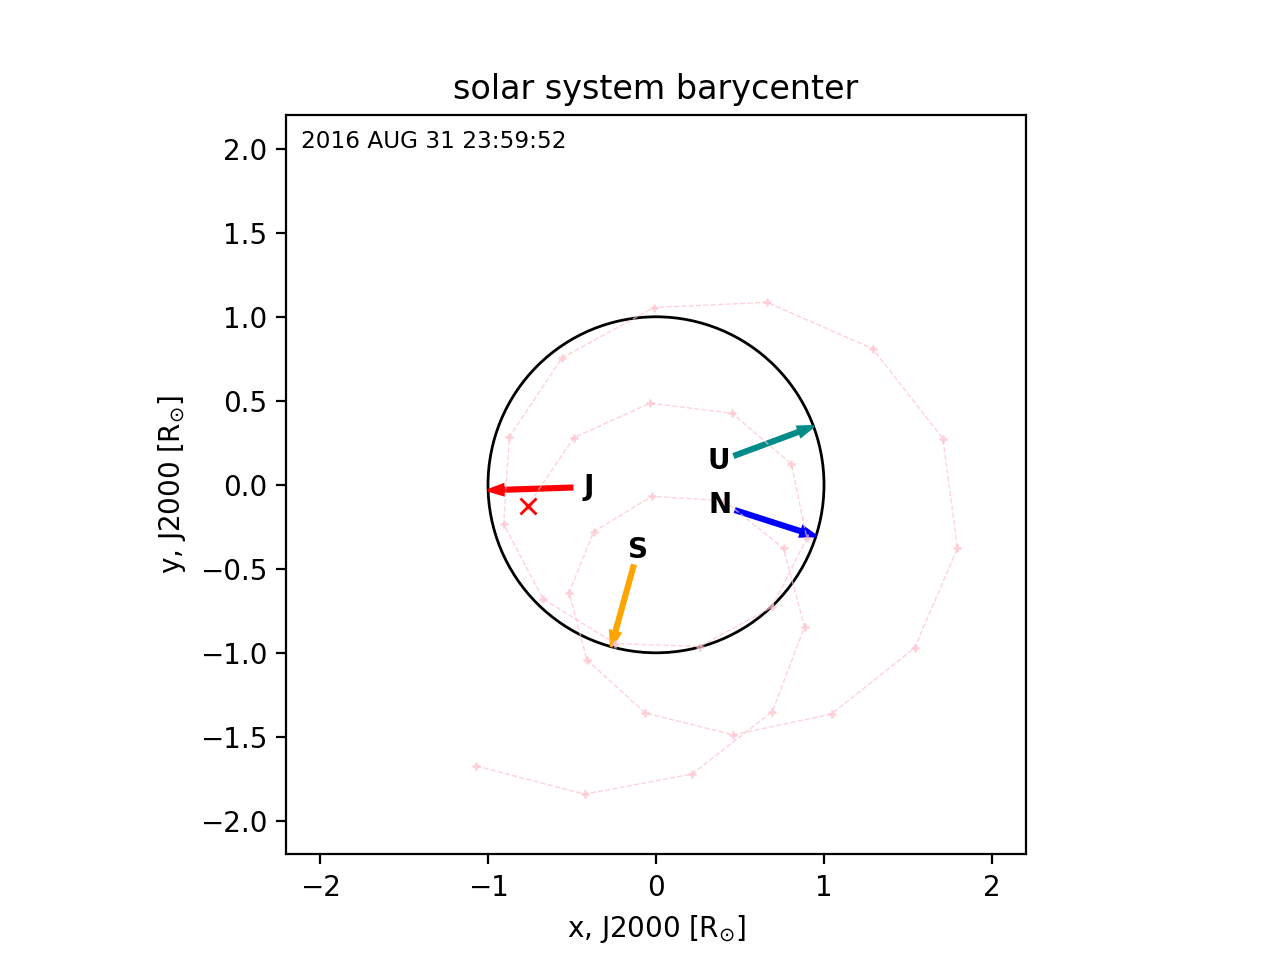 solar system barycenter
2016 AUG 31 23:59:52
2.0
1.5
1.0
0.5
0.0
−0.5
−1.0
−1.5
−2.0
y, J2000 [R☉]
U
J
N
S
−2
−1
0
1
2
x, J2000 [R☉]